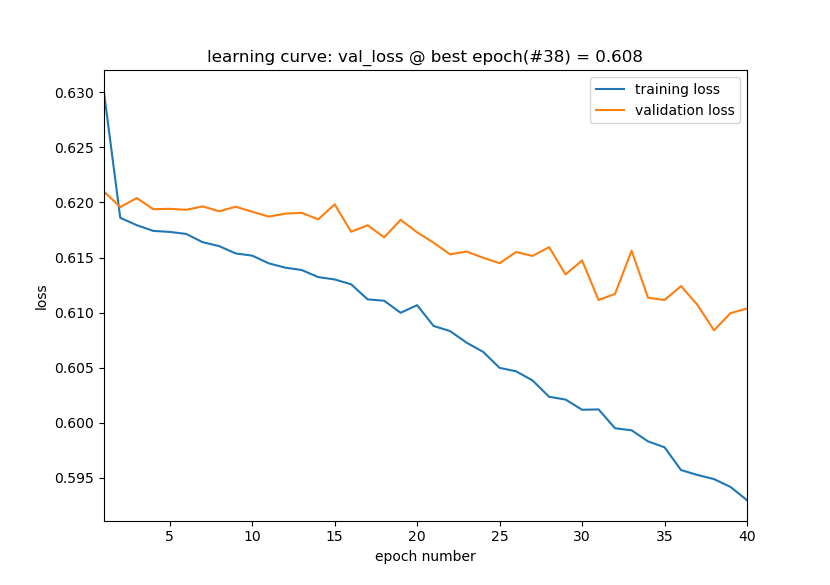 learning curve: val_loss @ best epoch(#38) = 0.608
training loss
validation loss
0.630
0.625
0.620
0.615
0.610
0.605
0.600
0.595
loss
5 10 15 20 25 30 35 40
epoch number